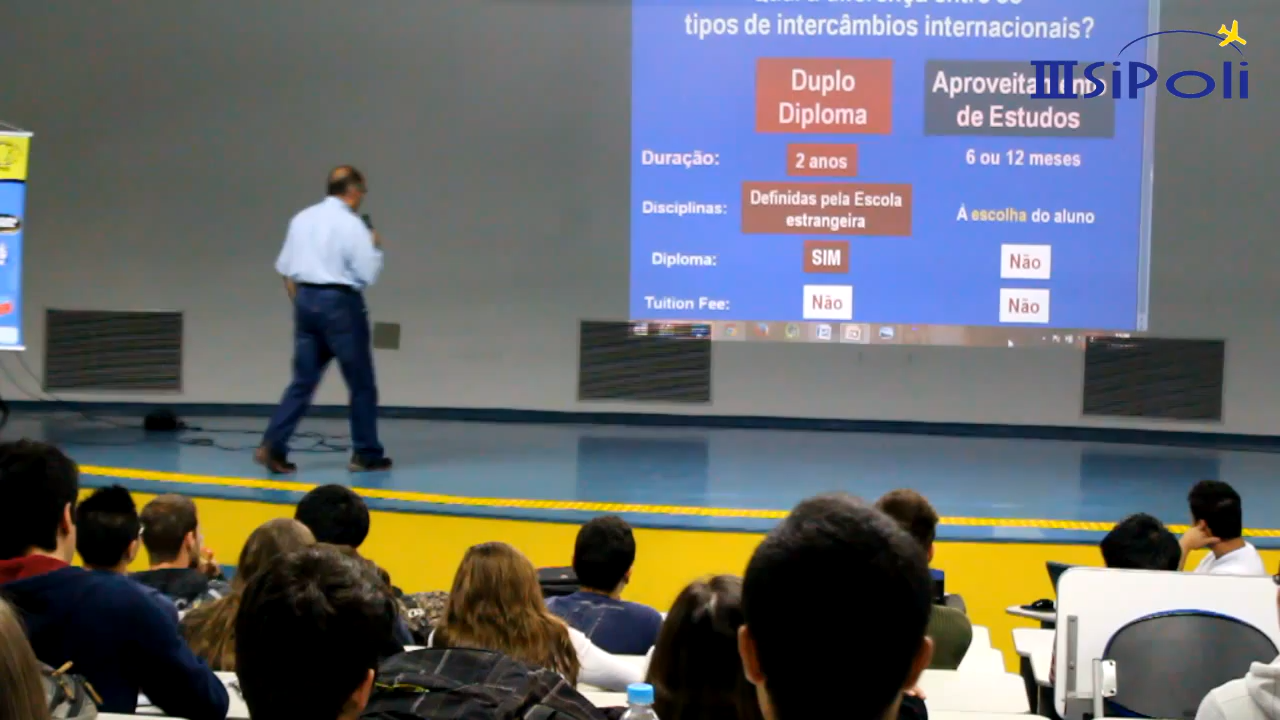 tipos de intercâmbios internacionais?
Duplo
Diploma
Aproveitamento
de Estudos
Duração:
2 anos
6 ou 12 meses
Disciplinas:
Definidas pela Escola
estrangeira
À escolha do aluno
Diploma:
SIM
Não
Tuition Fee:
Não
Não
IIISiPoli